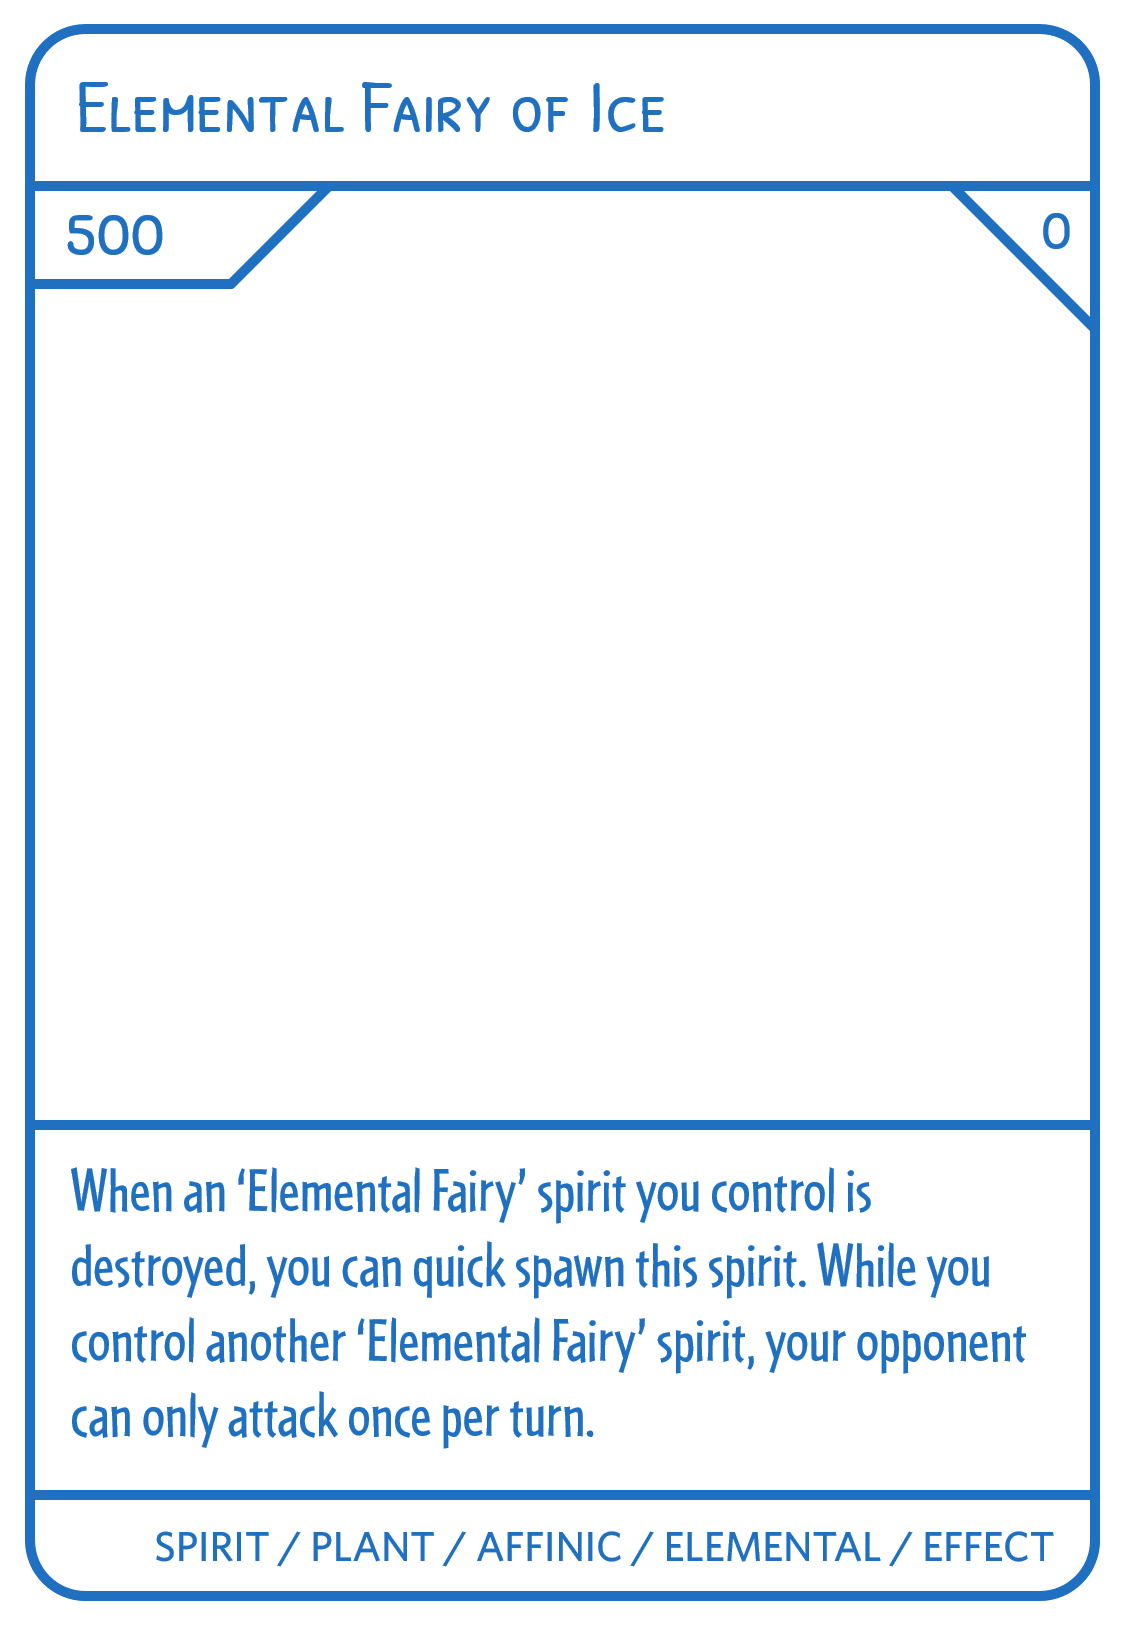 Elemental Fairy of Ice
500
0
When an ‘Elemental Fairy’ spirit you control is
destroyed, you can quick spawn this spirit. While you
control another ‘Elemental Fairy’ spirit, your opponent
can only attack once per turn.
SPIRIT / PLANT / AFFINIC / ELEMENTAL / EFFECT